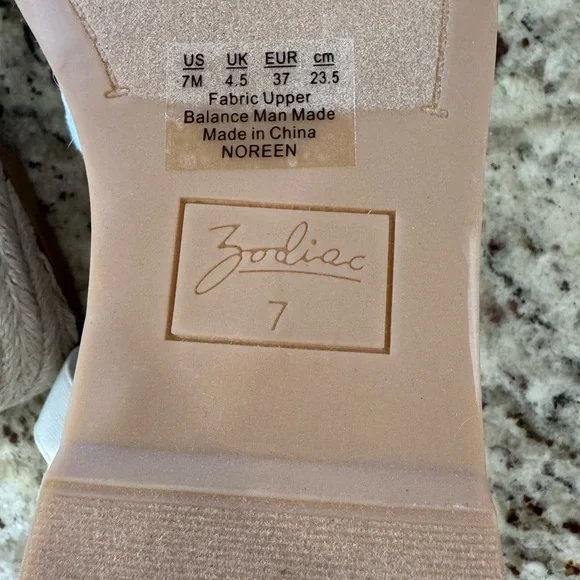 US UK EUR cm
7M 4.5 37 23.5
Fabric Upper
Balance Man Made
Made in China
NOREEN
Zodiac
7